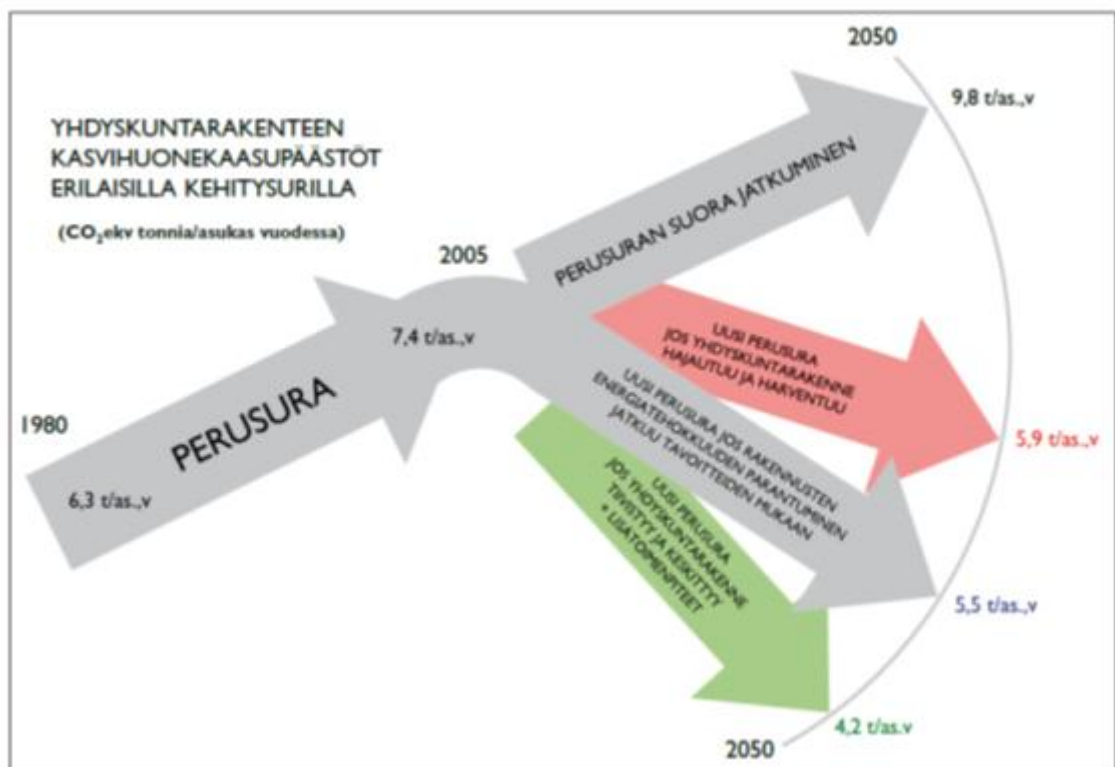 2050
9,8 t/as.,v
YHDYSKUNTARAKENTEEN
KASVIHUONEKAASUPÄÄSTÖT
ERILAISILLA KEHITYSURILLA
(CO₂ekv tonnia/asukas vuodessa)
PERUSURAN SUORA JATKUMINEN
2005
7,4 t/as.,v
UUSI PERUSURA
JOS YHDYSKUNTARAKENNE
HAJAUTUU JA HARVENTUU
PERUSURA
1980
6,3 t/as.,v
5,9 t/as.,v
UUSI PERUSURA JOS RAKENNUSTEN
ENERGIATEHOKKUUDEN PARANTUMINEN
JATKUU TAVOITTEIDEN MUKAAN
UUSI PERUSURA
JOS YHDYSKUNTARAKENNE
TIIVISTYY JA KESKITTYY
+ LISÄTOIMENPITEET
5,5 t/as.,v
4,2 t/as.v
2050